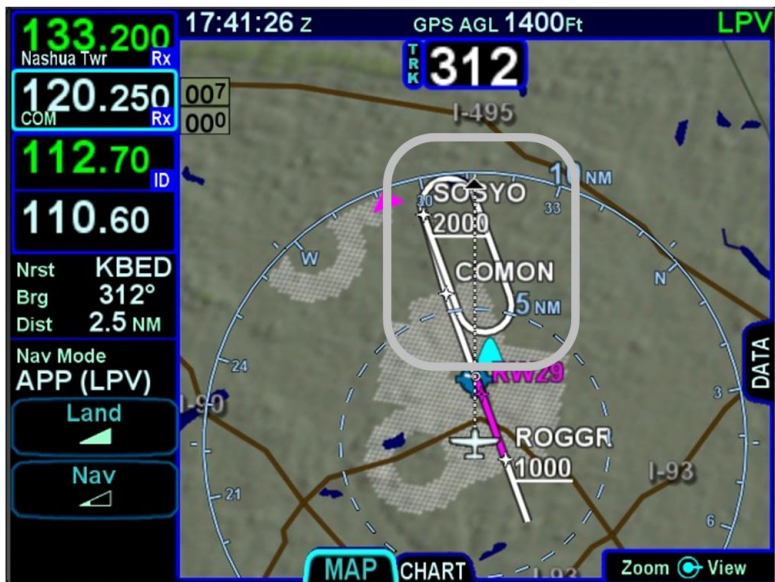 133.200
Nashua Twr Rx
120.250
COM Rx
007
000
112.70
ID
110.60
Nrst KBED
Brg 312°
Dist 2.5 NM
Nav Mode
APP (LPV)
Land
Nav
17:41:26 Z
GPS AGL 1400Ft
LPV
TRK
312
I-495
10 NM
SOSYO
2000
30
33
W
N
COMON
5 NM
RW29
24
3
I-90
DATA
ROGGR
1000
I-93
21
6
MAP
CHART
Zoom View